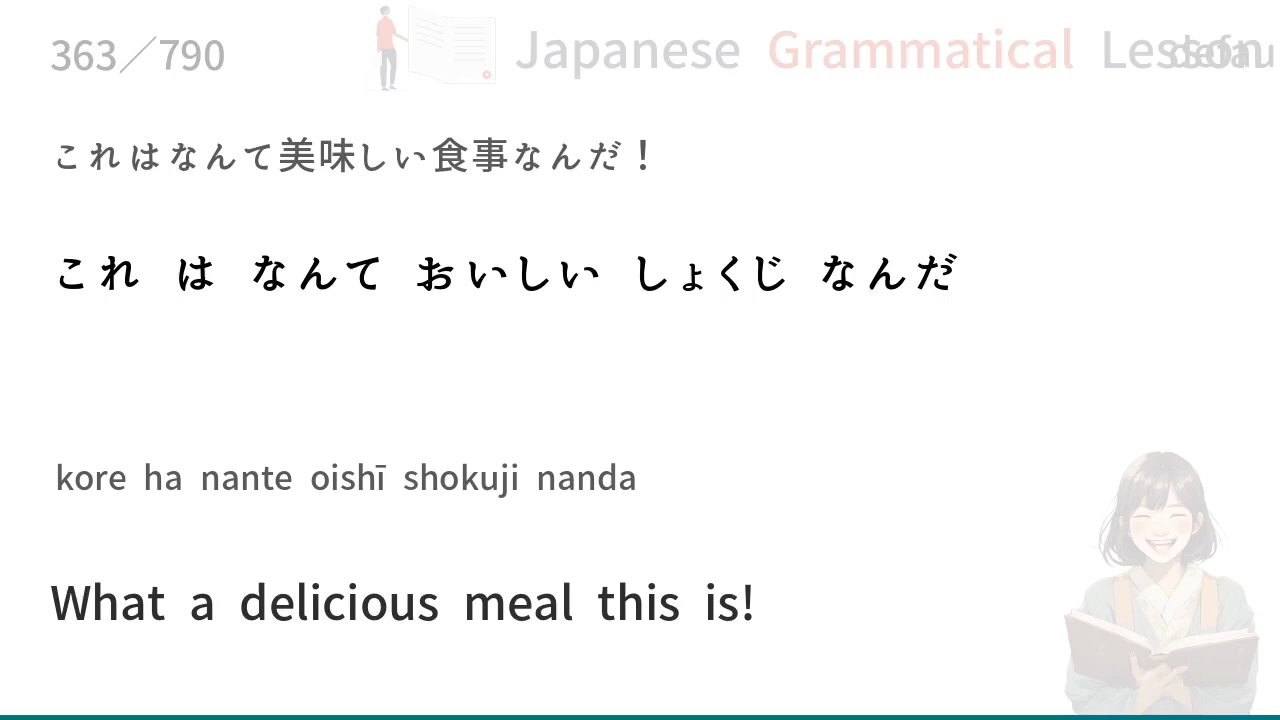 363／790
Japanese Grammatical Lesson
defau
これはなんて美味しい食事なんだ！
これ は なんて おいしい しょくじ なんだ
kore ha nante oishī shokuji nanda
What a delicious meal this is!